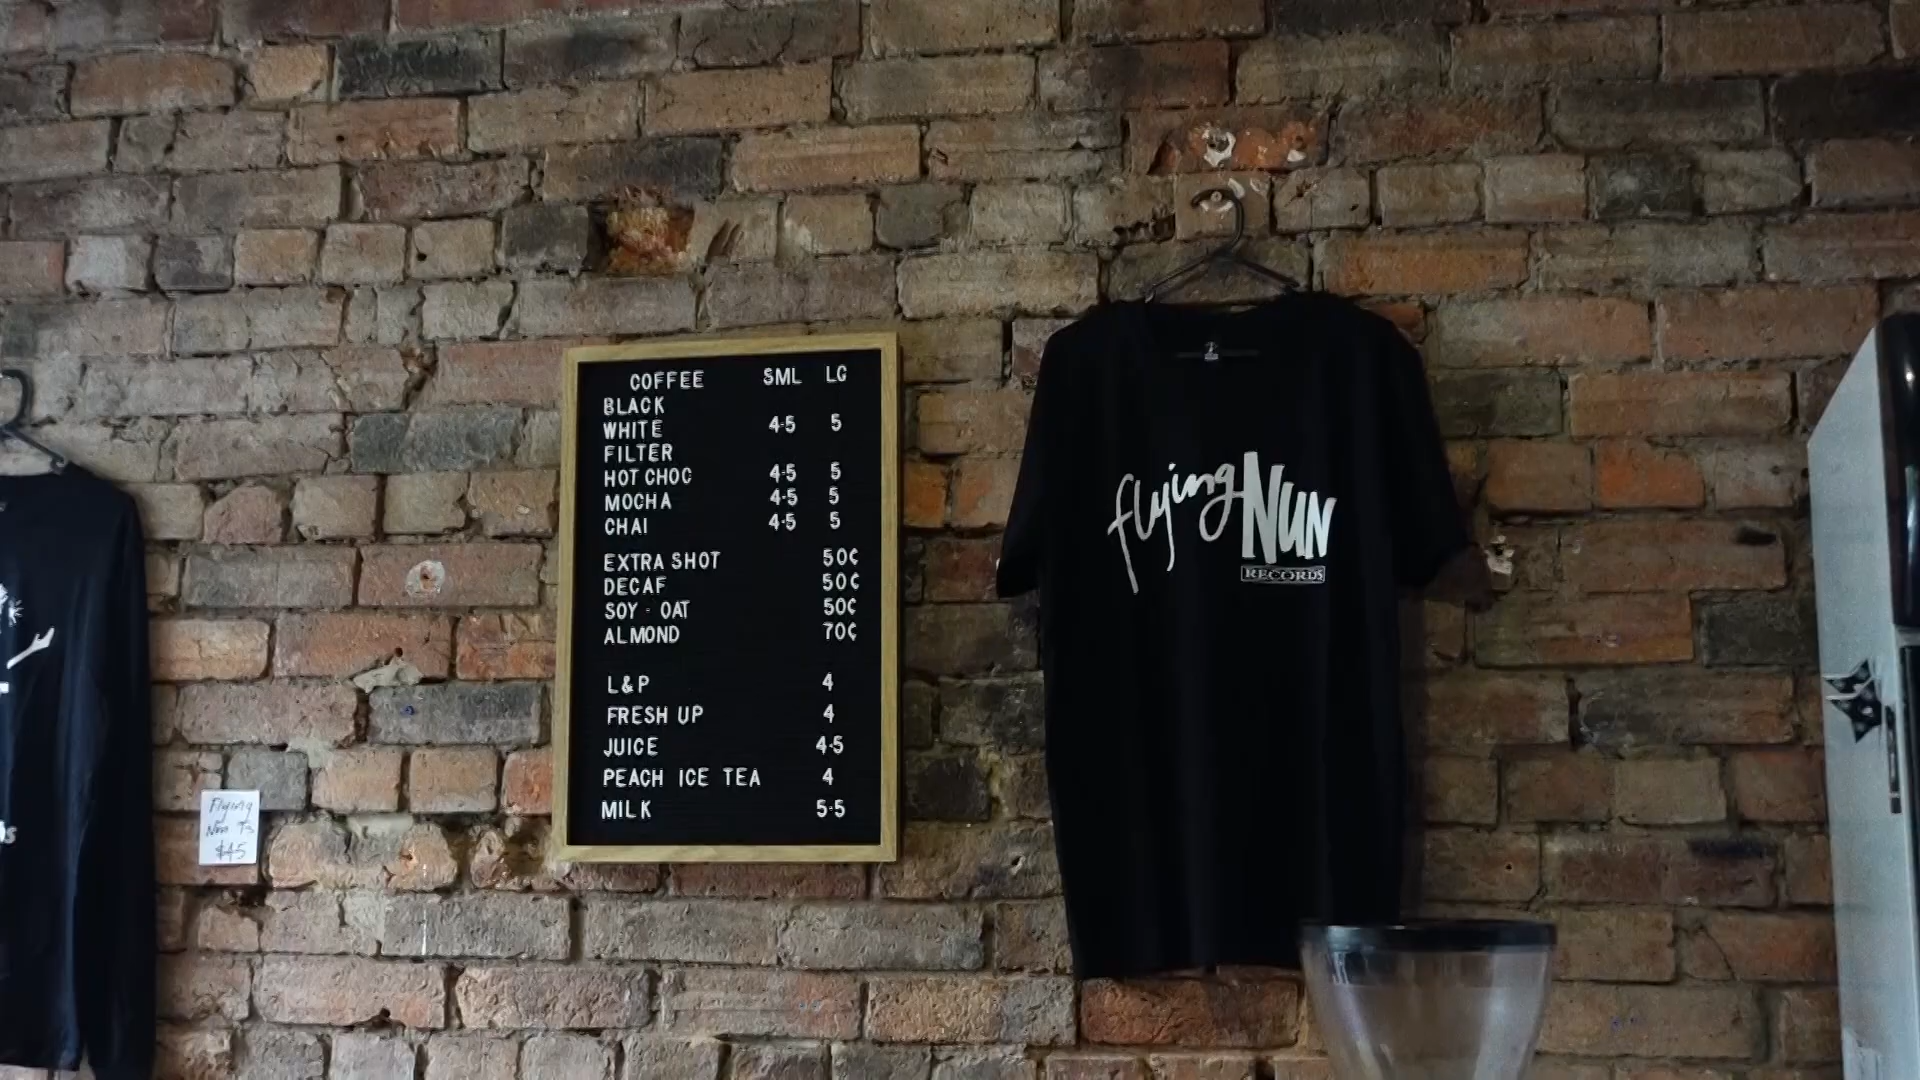 COFFEE SML LG
BLACK
WHITE 4·5 5
FILTER
HOT CHOC 4·5 5
MOCHA 4·5 5
CHAI 4·5 5
EXTRA SHOT 50¢
DECAF 50¢
SOY - OAT 50¢
ALMOND 70¢
L&P 4
FRESH UP 4
JUICE 4·5
PEACH ICE TEA 4
MILK 5·5
flying NUN
RECORDS
Flying
Nun Ts
$45